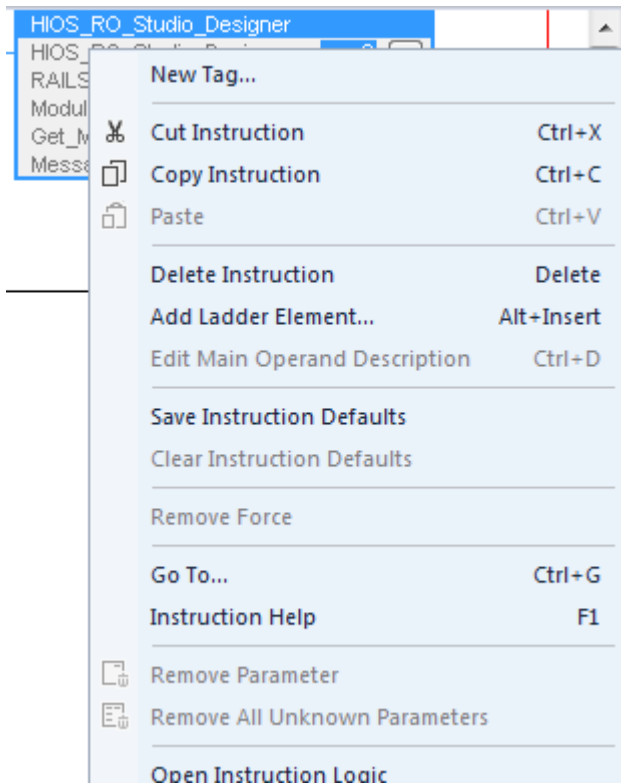 HIOS_RO_Studio_Designer
HIOS_
RAILS
New Tag...
Modul
Get_M
Cut Instruction Ctrl+X
Messa
Copy Instruction Ctrl+C
Paste Ctrl+V
Delete Instruction Delete
Add Ladder Element... Alt+Insert
Edit Main Operand Description Ctrl+D
Save Instruction Defaults
Clear Instruction Defaults
Remove Force
Go To... Ctrl+G
Instruction Help F1
Remove Parameter
Remove All Unknown Parameters
Open Instruction Logic